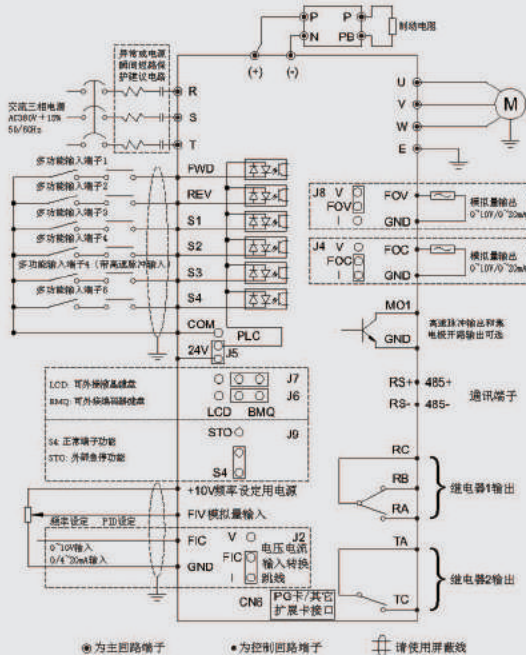 P P
N PB
制动电阻
(+) (-)
异常或电源
瞬间短路保
护建议电路
交流三相电源
AC380V±15%
50/60Hz
R
S
T
U
V
W
E
M
多功能输入端子1
FWD
多功能输入端子2
REV
多功能输入端子3
S1
多功能输入端子4
S2
多功能输入端子4(带高速脉冲输入)
S3
多功能输入端子6
S4
COM
PLC
24V
J5
J8 V
FOV
I
FOV
GND
模拟量输出
0~10V/0~20mA
J4 V
FOC
I
FOC
GND
模拟量输出
0~10V/0~20mA
MO1
GND
高速脉冲输出和集
电极开路输出可选
RS+ 485+
RS- 485-
通讯端子
LCD: 可外接液晶键盘
BMQ: 可外接编码器键盘
J7
J6
LCD BMQ
S4: 正常端子功能
STO: 外部急停功能
STO
J9
S4
RC
RB
RA
继电器1输出
TA
TC
继电器2输出
+10V频率设定用电源
FIV模拟量输入
频率设定 PID设定
0~10V输入
0/4~20mA输入
FIC
GND
V
FIC
I
J2
电压电流
输入转换
跳线
CN6
PG卡/其它
扩展卡接口
为主回路端子
为控制回路端子
请使用屏蔽线